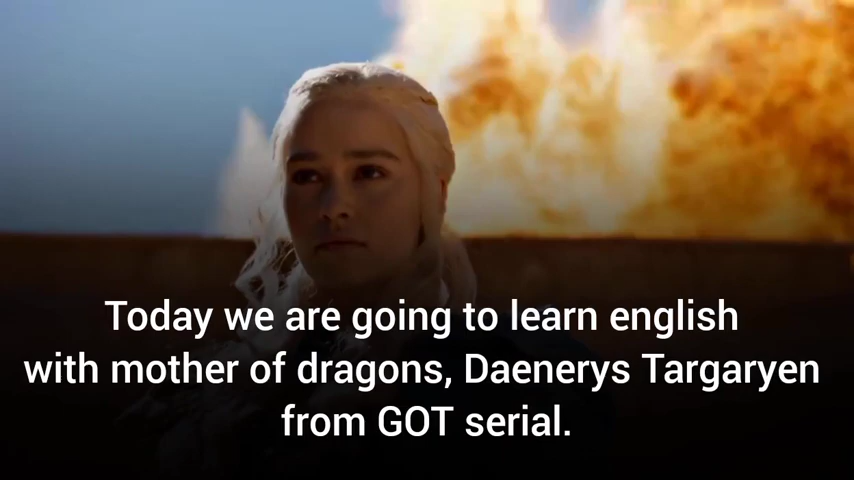 Today we are going to learn english
with mother of dragons, Daenerys Targaryen
from GOT serial.